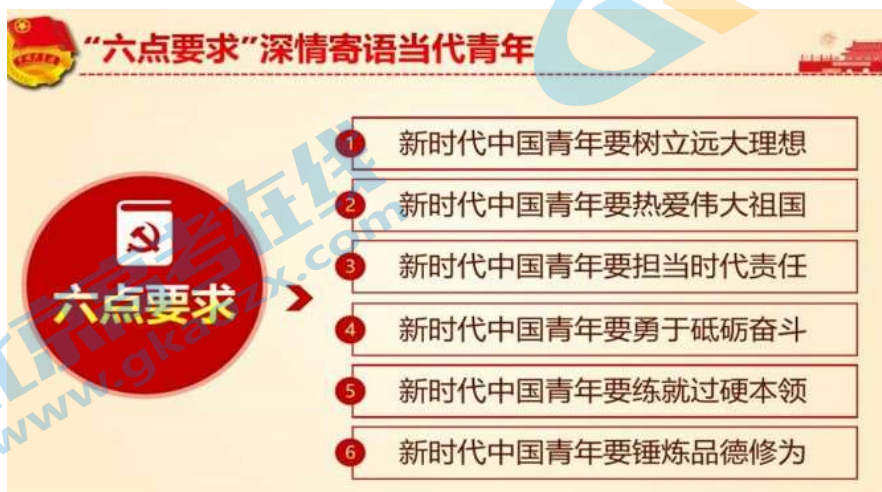 “六点要求”深情寄语当代青年
六点要求
1 新时代中国青年要树立远大理想
2 新时代中国青年要热爱伟大祖国
3 新时代中国青年要担当时代责任
4 新时代中国青年要勇于砥砺奋斗
5 新时代中国青年要练就过硬本领
6 新时代中国青年要锤炼品德修为